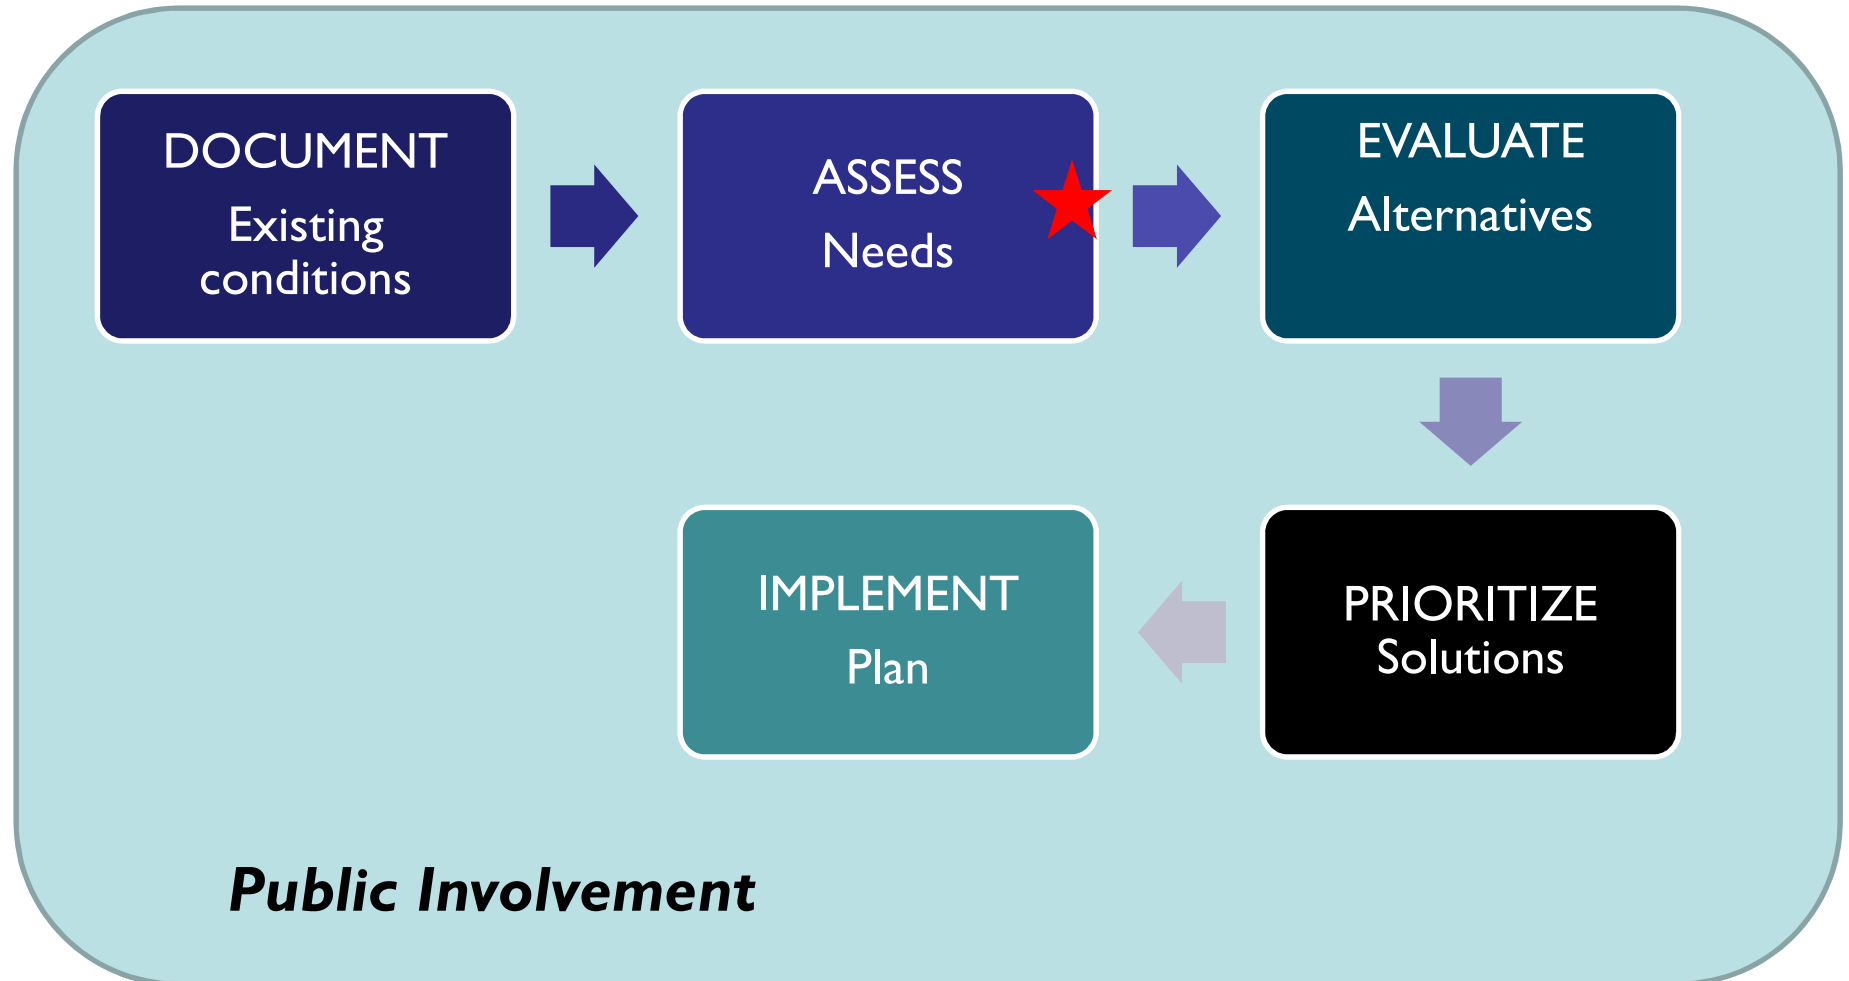 DOCUMENT
Existing
conditions
ASSESS
Needs
EVALUATE
Alternatives
PRIORITIZE
Solutions
IMPLEMENT
Plan
Public Involvement